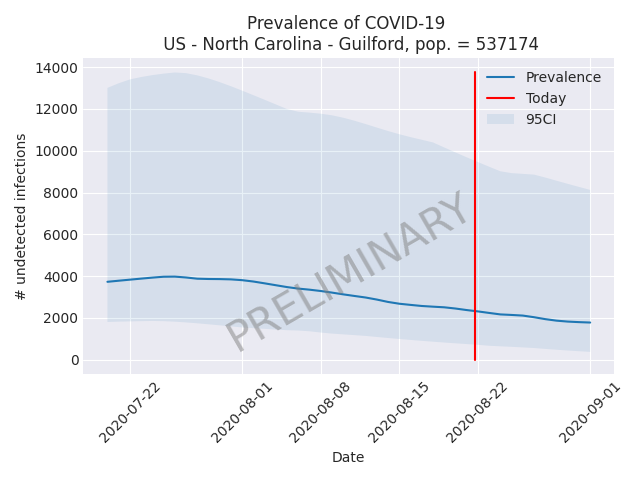 Prevalence of COVID-19
US - North Carolina - Guilford, pop. = 537174
14000
12000
10000
8000
6000
4000
2000
0
# undetected infections
Prevalence
Today
95CI
PRELIMINARY
2020-07-22
2020-08-01
2020-08-08
2020-08-15
2020-08-22
2020-09-01
Date